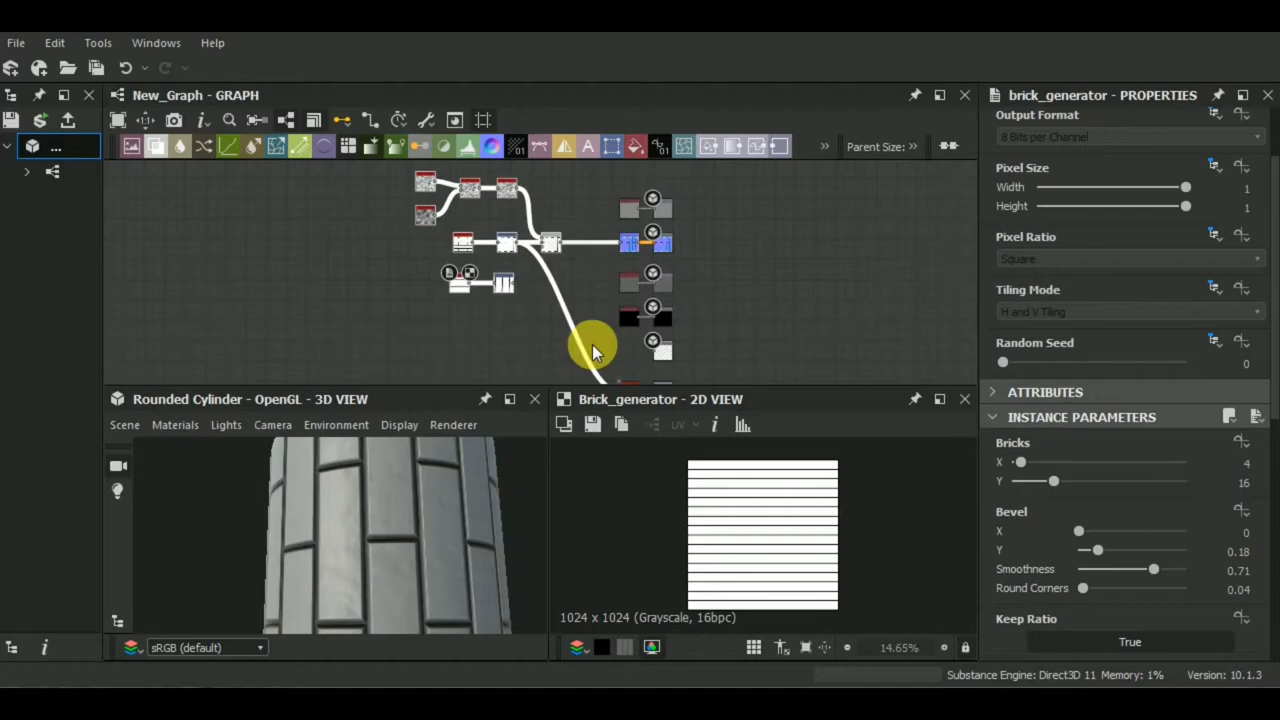 File Edit Tools Windows Help
New_Graph - GRAPH
brick_generator - PROPERTIES
...
Parent Size:
Output Format
8 Bits per Channel
Pixel Size
Width 1
Height 1
Pixel Ratio
Square
Tiling Mode
H and V Tiling
Random Seed
0
ATTRIBUTES
INSTANCE PARAMETERS
Bricks
X 4
Y 16
Bevel
X 0
Y 0.18
Smoothness 0.71
Round Corners 0.04
Keep Ratio
True
Rounded Cylinder - OpenGL - 3D VIEW
Scene Materials Lights Camera Environment Display Renderer
sRGB (default)
Brick_generator - 2D VIEW
UV
1024 x 1024 (Grayscale, 16bpc)
14.65%
Substance Engine: Direct3D 11 Memory: 1% Version: 10.1.3